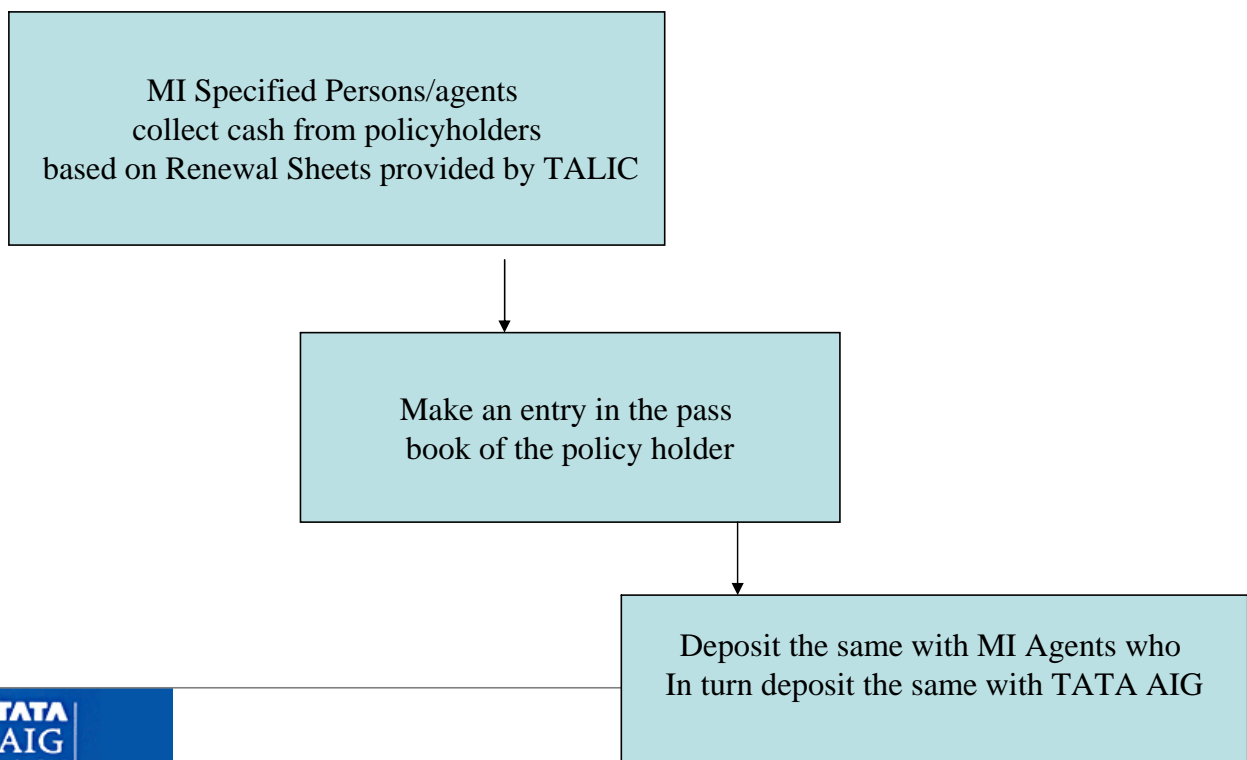 MI Specified Persons/agents
collect cash from policyholders
based on Renewal Sheets provided by TALIC
Make an entry in the pass
book of the policy holder
Deposit the same with MI Agents who
In turn deposit the same with TATA AIG
TATA
AIG